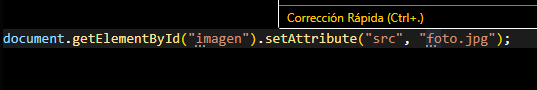 Corrección Rápida (Ctrl+.)
document.getElementById("imagen").setAttribute("src", "foto.jpg");